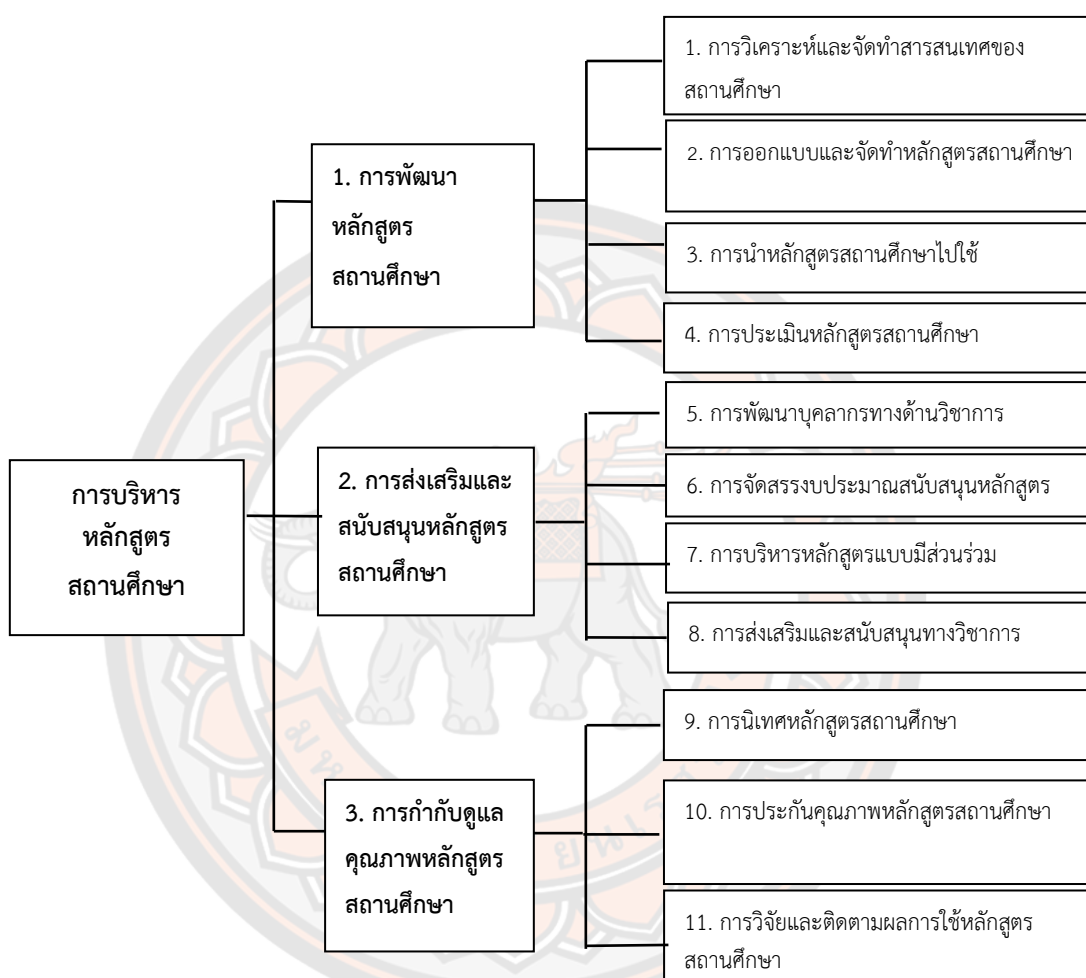 การบริหาร
หลักสูตร
สถานศึกษา
1. การพัฒนา
หลักสูตร
สถานศึกษา
1. การวิเคราะห์และจัดทำสารสนเทศของ
สถานศึกษา
2. การออกแบบและจัดทำหลักสูตรสถานศึกษา
3. การนำหลักสูตรสถานศึกษาไปใช้
4. การประเมินหลักสูตรสถานศึกษา
2. การส่งเสริมและ
สนับสนุนหลักสูตร
สถานศึกษา
5. การพัฒนาบุคลากรทางด้านวิชาการ
6. การจัดสรรงบประมาณสนับสนุนหลักสูตร
7. การบริหารหลักสูตรแบบมีส่วนร่วม
8. การส่งเสริมและสนับสนุนทางวิชาการ
3. การกำกับดูแล
คุณภาพหลักสูตร
สถานศึกษา
9. การนิเทศหลักสูตรสถานศึกษา
10. การประกันคุณภาพหลักสูตรสถานศึกษา
11. การวิจัยและติดตามผลการใช้หลักสูตร
สถานศึกษา